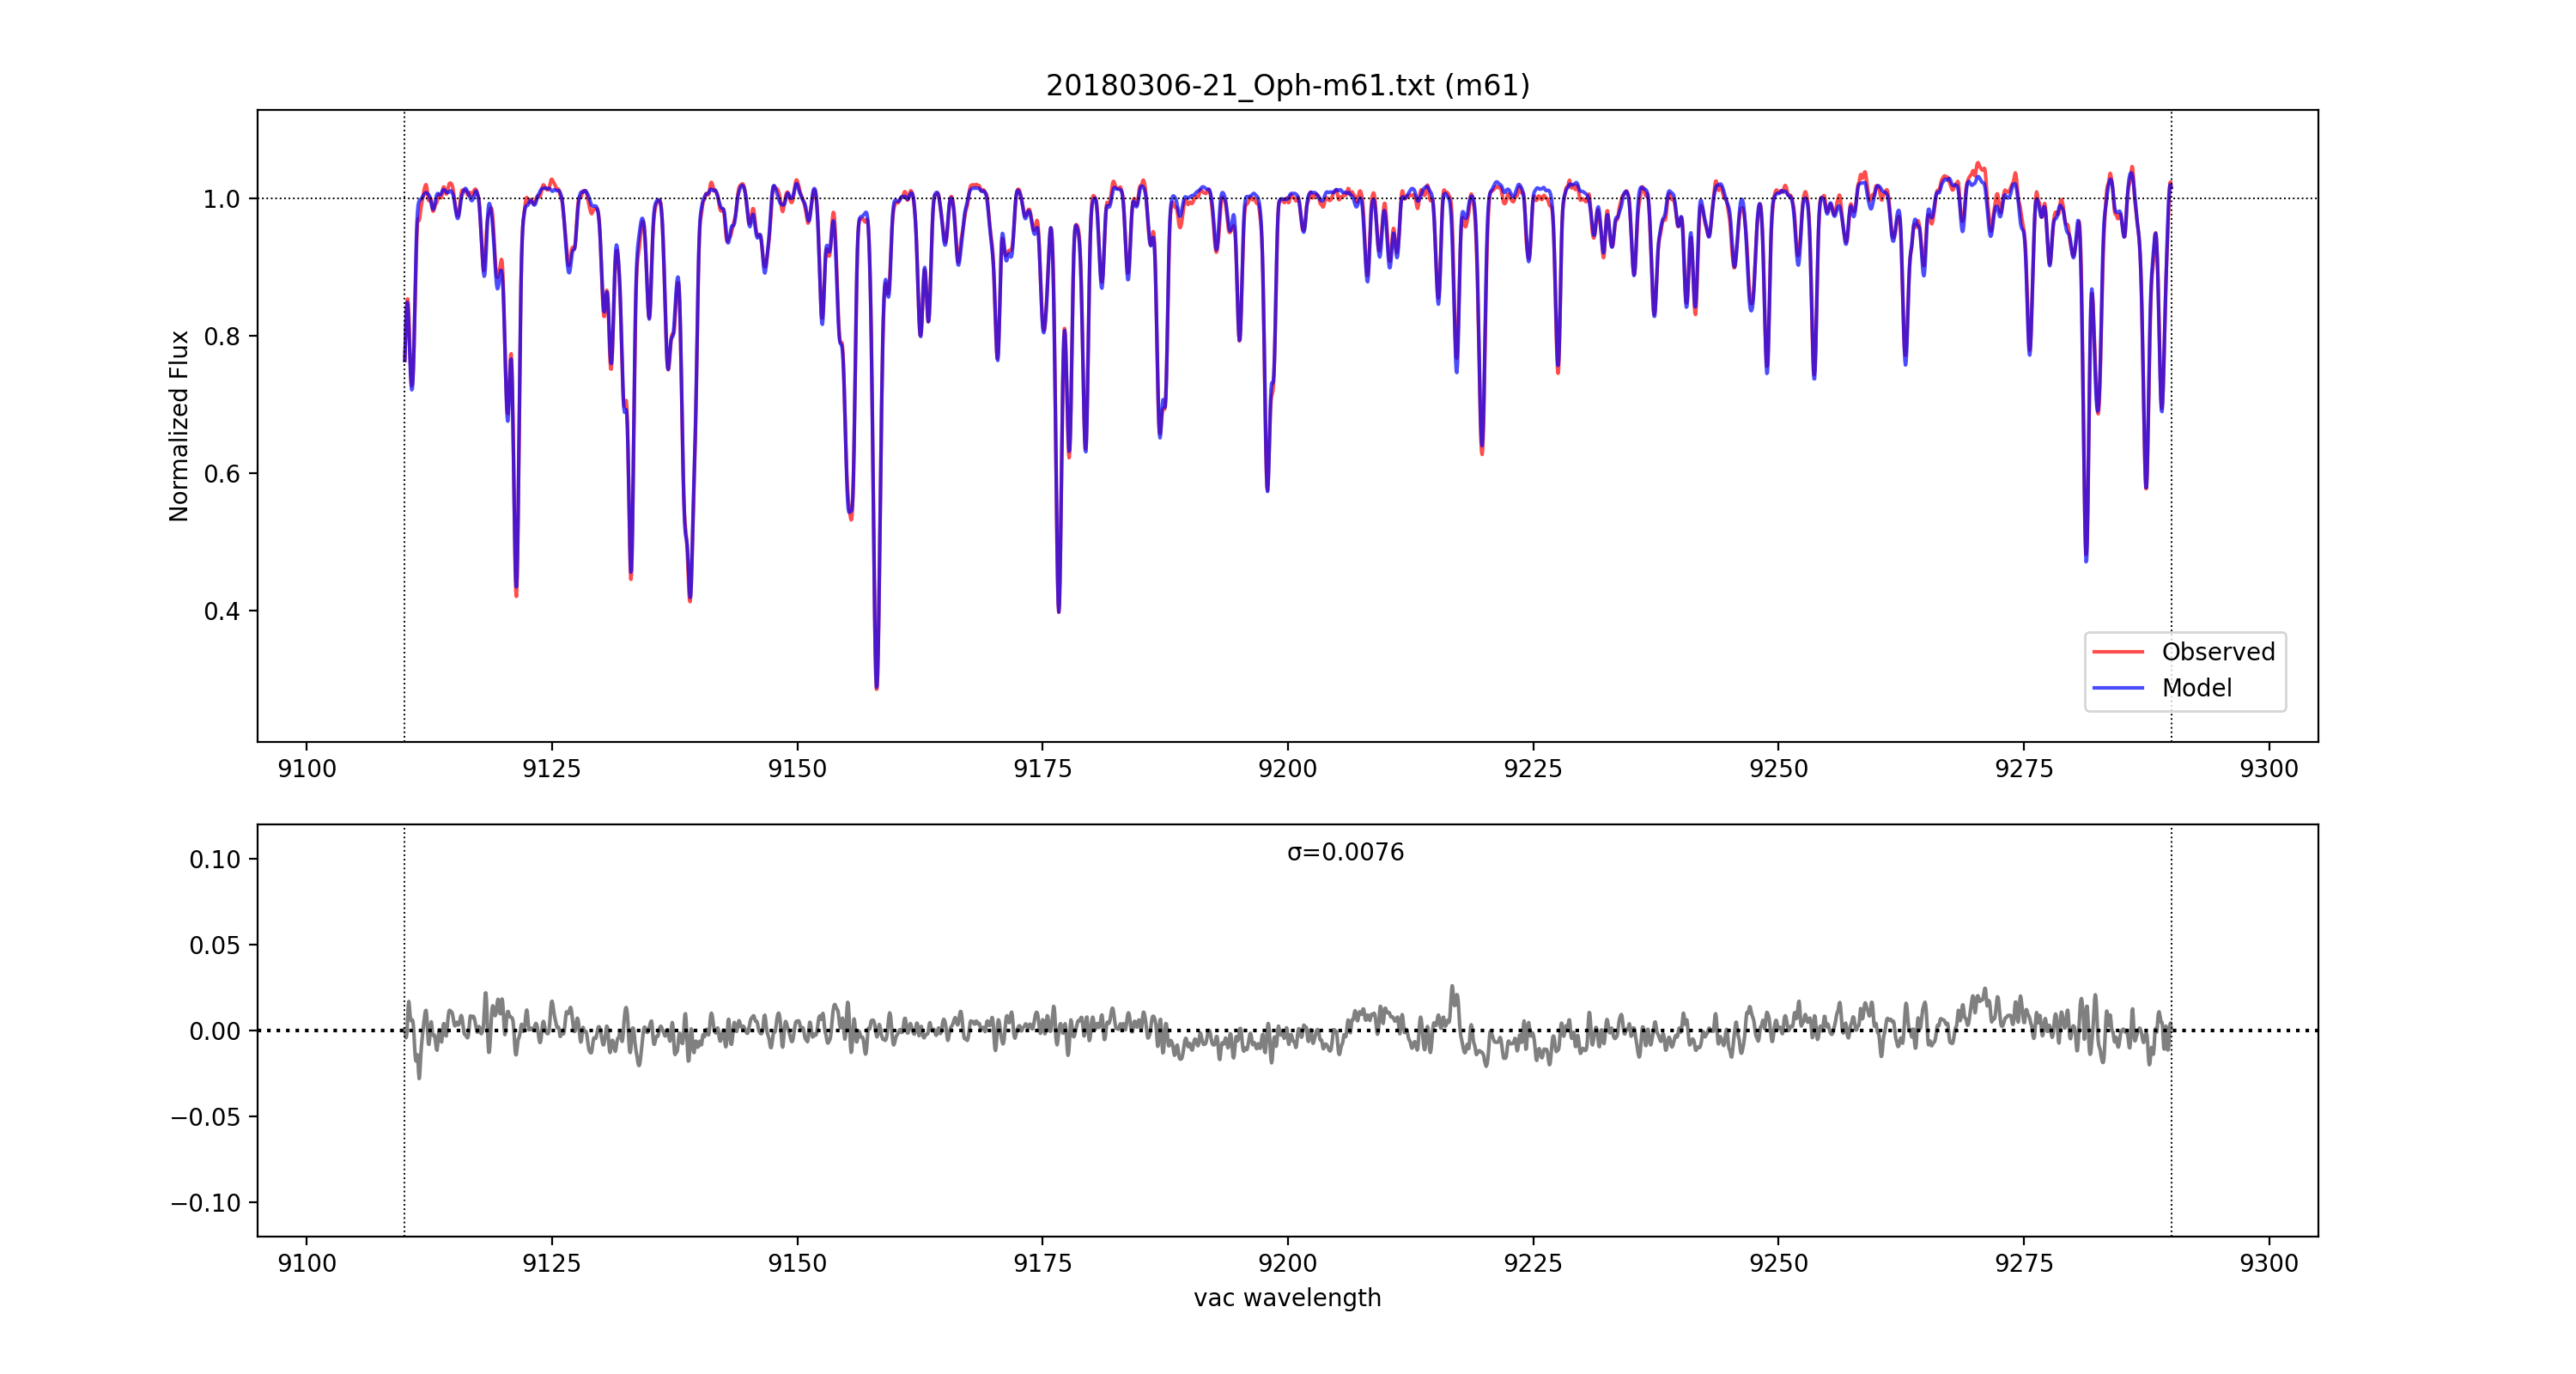 20180306-21_Oph-m61.txt (m61)
Normalized Flux
1.0
0.8
0.6
0.4
Observed
Model
9100 9125 9150 9175 9200 9225 9250 9275 9300
σ=0.0076
0.10
0.05
0.00
−0.05
−0.10
9100 9125 9150 9175 9200 9225 9250 9275 9300
vac wavelength